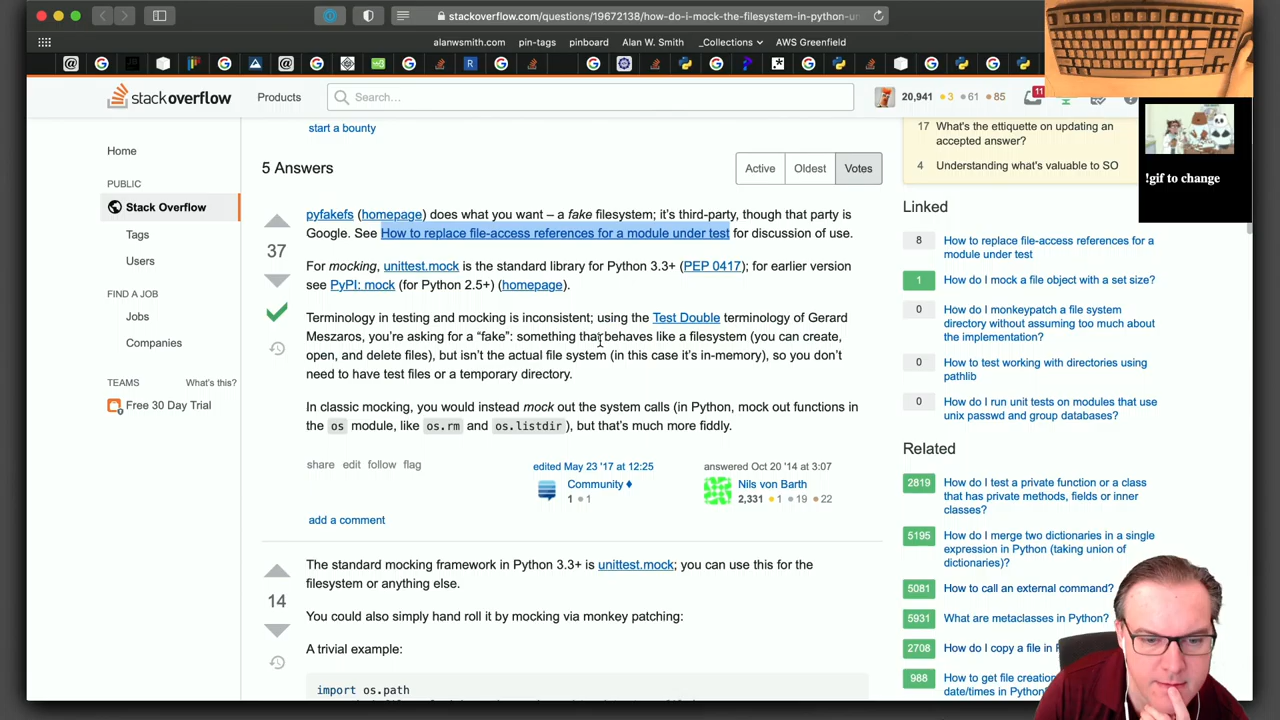 stackoverflow.com/questions/19672138/how-do-i-mock-the-filesystem-in-python-un
alanwsmith.com
pin-tags
pinboard
Alan W. Smith
_Collections
AWS Greenfield
stackoverflow
Products
Search...
20,941
3
61
85
11
start a bounty
5 Answers
Active
Oldest
Votes
Home
PUBLIC
Stack Overflow
Tags
Users
FIND A JOB
Jobs
Companies
TEAMS
What's this?
Free 30 Day Trial
37
pyfakefs (homepage) does what you want – a fake filesystem; it's third-party, though that party is
Google. See How to replace file-access references for a module under test for discussion of use.
For mocking, unittest.mock is the standard library for Python 3.3+ (PEP 0417); for earlier version
see PyPI: mock (for Python 2.5+) (homepage).
Terminology in testing and mocking is inconsistent; using the Test Double terminology of Gerard
Meszaros, you're asking for a “fake”: something that behaves like a filesystem (you can create,
open, and delete files), but isn't the actual file system (in this case it's in-memory), so you don't
need to have test files or a temporary directory.
In classic mocking, you would instead mock out the system calls (in Python, mock out functions in
the os module, like os.rm and os.listdir), but that's much more fiddly.
share edit follow flag
edited May 23 '17 at 12:25
Community
1 1
answered Oct 20 '14 at 3:07
Nils von Barth
2,331 1 19 22
add a comment
14
The standard mocking framework in Python 3.3+ is unittest.mock; you can use this for the
filesystem or anything else.
You could also simply hand roll it by mocking via monkey patching:
A trivial example:
import os.path
17 What's the ettiquette on updating an
accepted answer?
4 Understanding what's valuable to SO
!gif to change
Linked
8 How to replace file-access references for a
module under test
1 How do I mock a file object with a set size?
0 How do I monkeypatch a file system
directory without assuming too much about
the implementation?
0 How to test working with directories using
pathlib
0 How do I run unit tests on modules that use
unix passwd and group databases?
Related
2819 How do I test a private function or a class
that has private methods, fields or inner
classes?
5195 How do I merge two dictionaries in a single
expression in Python (taking union of
dictionaries)?
5081 How to call an external command?
5931 What are metaclasses in Python?
2708 How do I copy a file in
988 How to get file creation
date/times in Python?